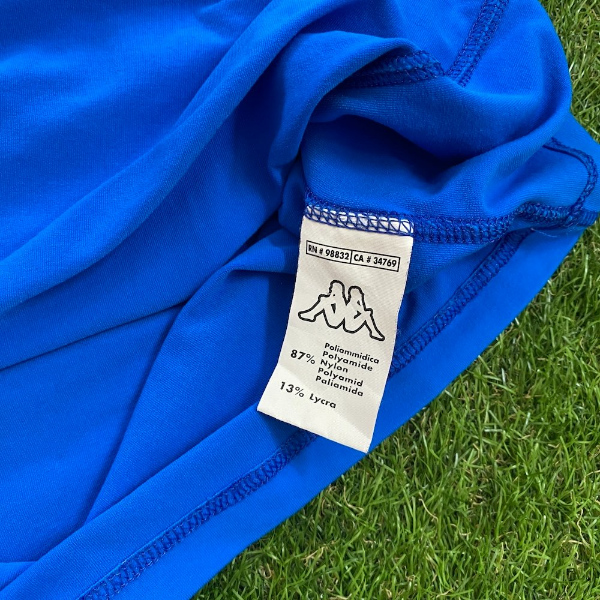 RN # 98832 CA # 34769
Poliammidica
Polyamide
87% Nylon
Polyamid
Poliamida
13% Lycra